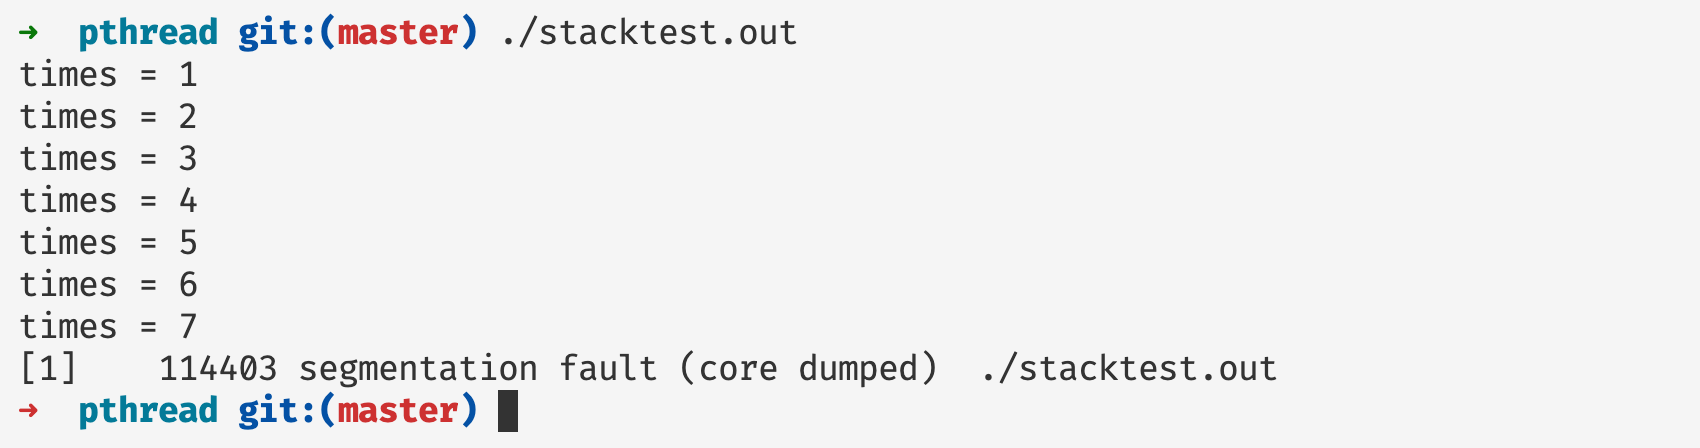 ➜  pthread git:(master) ./stacktest.out
times = 1
times = 2
times = 3
times = 4
times = 5
times = 6
times = 7
[1]    114403 segmentation fault (core dumped)  ./stacktest.out
➜  pthread git:(master)